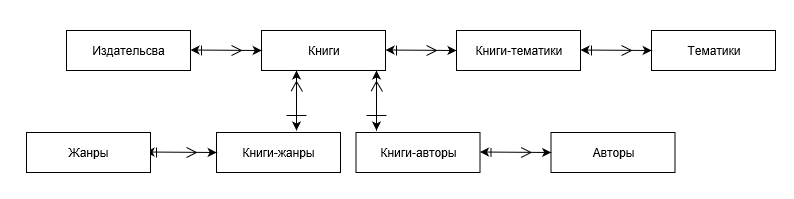 Издательсва
Книги
Книги-тематики
Тематики
Жанры
Книги-жанры
Книги-авторы
Авторы